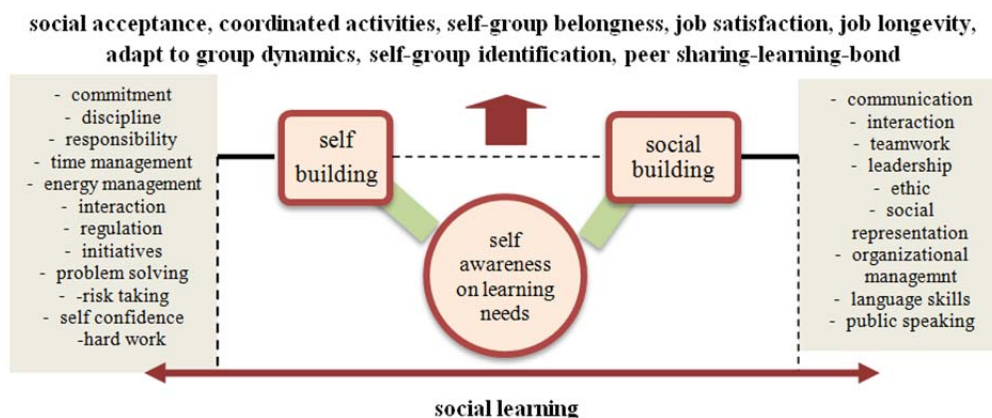 social acceptance, coordinated activities, self-group belongness, job satisfaction, job longevity,
adapt to group dynamics, self-group identification, peer sharing-learning-bond
- commitment
- discipline
- responsibility
- time management
- energy management
- interaction
- regulation
- initiatives
- problem solving
- -risk taking
- self confidence
-hard work
self
building
self
awareness
on learning
needs
social
building
- communication
- interaction
- teamwork
- leadership
- ethic
- social
representation
- organizational
managemnt
- language skills
- public speaking
social learning